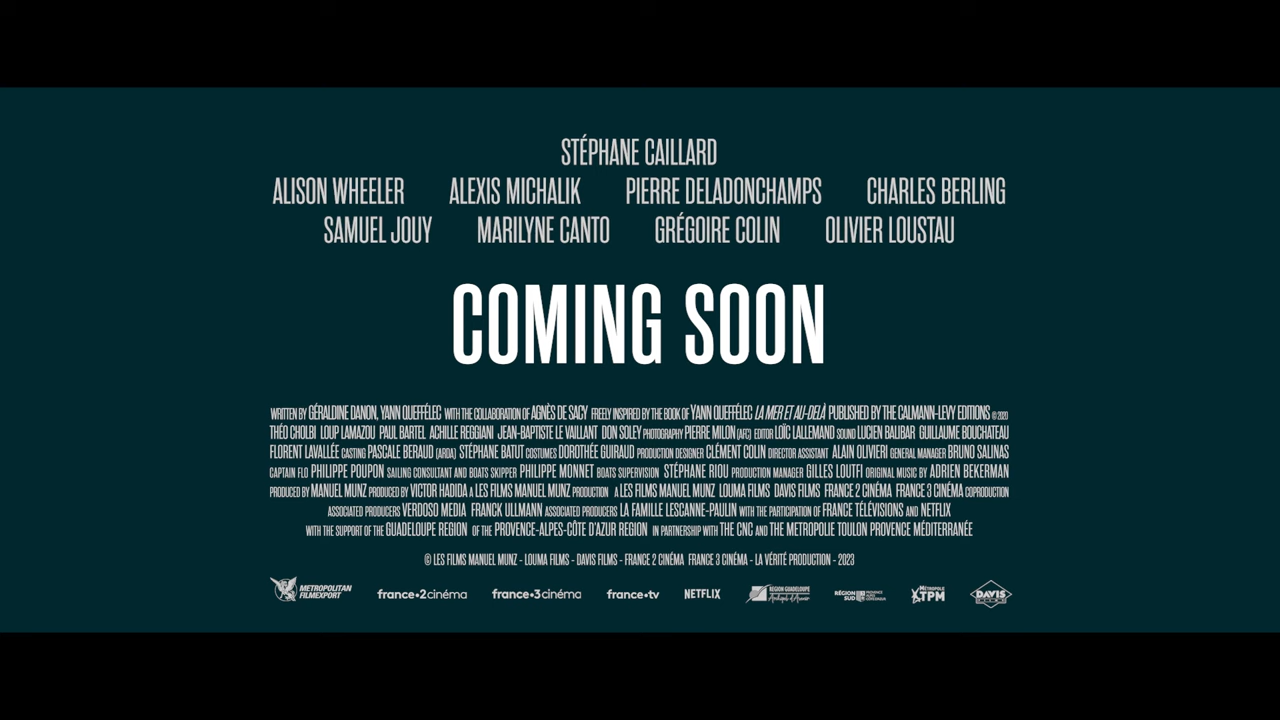 STÉPHANE CAILLARD
ALISON WHEELER ALEXIS MICHALIK PIERRE DELADONCHAMPS CHARLES BERLING
SAMUEL JOUY MARILYNE CANTO GRÉGOIRE COLIN OLIVIER LOUSTAU
COMING SOON
WRITTEN BY GÉRALDINE DANON, YANN QUEFFÉLEC WITH THE COLLABORATION OF AGNÈS DE SACY FREELY INSPIRED BY THE BOOK OF YANN QUEFFÉLEC LA MER ET AU-DELÀ PUBLISHED BY THE CALMANN-LEVY EDITIONS © 2020
THÉO CHOLBI LOUP LAMAZOU PAUL BARTEL ACHILLE REGGIANI JEAN-BAPTISTE LE VAILLANT DON SOLEY PHOTOGRAPHY PIERRE MILON (AFC) EDITOR LOÏC LALLEMAND SOUND LUCIEN BALIBAR GUILLAUME BOUCHATEAU
FLORENT LAVALLÉE CASTING PASCALE BERAUD (ARDA) STÉPHANE BATUT COSTUMES DOROTHÉE GUIRAUD PRODUCTION DESIGNER CLÉMENT COLIN DIRECTOR ASSISTANT ALAIN OLIVIERI GENERAL MANAGER BRUNO SALINAS
CAPTAIN FLO PHILIPPE POUPON SAILING CONSULTANT AND BOATS SKIPPER PHILIPPE MONNET BOATS SUPERVISION STÉPHANE RIOU PRODUCTION MANAGER GILLES LOUTFI ORIGINAL MUSIC BY ADRIEN BEKERMAN
PRODUCED BY MANUEL MUNZ PRODUCED BY VICTOR HADIDA A LES FILMS MANUEL MUNZ PRODUCTION A LES FILMS MANUEL MUNZ LOUMA FILMS DAVIS FILMS FRANCE 2 CINÉMA FRANCE 3 CINÉMA COPRODUCTION
ASSOCIATED PRODUCERS VERDOSO MEDIA FRANCK ULLMANN ASSOCIATED PRODUCERS LA FAMILLE LESCANNE-PAULIN WITH THE PARTICIPATION OF FRANCE TÉLÉVISIONS AND NETFLIX
WITH THE SUPPORT OF THE GUADELOUPE REGION OF THE PROVENCE-ALPES-CÔTE D'AZUR REGION IN PARTNERSHIP WITH THE CNC AND THE METROPOLIE TOULON PROVENCE MÉDITERRANÉE
© LES FILMS MANUEL MUNZ - LOUMA FILMS - DAVIS FILMS - FRANCE 2 CINÉMA FRANCE 3 CINÉMA - LA VÉRITÉ PRODUCTION - 2023
METROPOLITAN FILMEXPORT france•2cinéma france•3cinéma france•tv NETFLIX RÉGION GUADELOUPE RÉGION SUD MÉTROPOLE TPM DAVIS